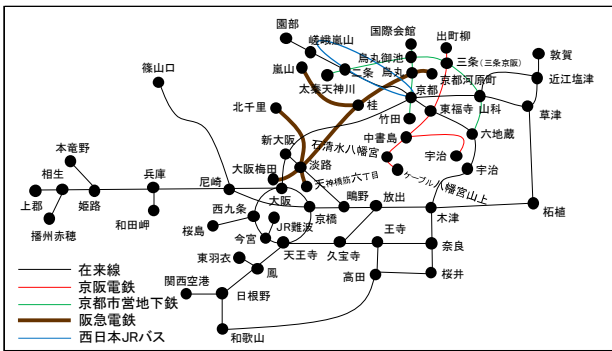 園部
嵯峨嵐山
国際会館
出町柳
敦賀
篠山口
嵐山
烏丸御池
三条(三条京阪)
二条
烏丸
太秦天神川
京都河原町
近江塩津
北千里
桂
京都
東福寺
山科
草津
竹田
中書島
六地蔵
新大阪
石清水八幡宮
宇治
宇治
本竜野
大阪梅田
淡路
天神橋筋六丁目
ケーブル八幡宮山上
相生
兵庫
尼崎
大阪
鴫野
放出
上郡
姫路
西九条
JR難波
京橋
木津
柘植
播州赤穂
和田岬
桜島
今宮
天王寺
久宝寺
王寺
奈良
東羽衣
鳳
高田
桜井
関西空港
日根野
和歌山
在来線
京阪電鉄
京都市営地下鉄
阪急電鉄
西日本JRバス